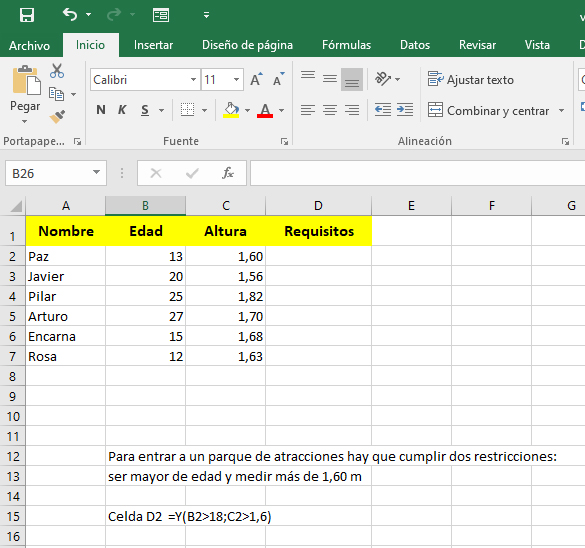 Archivo Inicio Insertar Diseño de página Fórmulas Datos Revisar Vista
Calibri 11 Ajustar texto
Pegar N K S A Combinar y centrar
Portapape... Fuente Alineación
B26 fx
A B C D E F G
1 Nombre Edad Altura Requisitos
2 Paz 13 1,60
3 Javier 20 1,56
4 Pilar 25 1,82
5 Arturo 27 1,70
6 Encarna 15 1,68
7 Rosa 12 1,63
8
9
10
11
12 Para entrar a un parque de atracciones hay que cumplir dos restricciones:
13 ser mayor de edad y medir más de 1,60 m
14
15 Celda D2 =Y(B2>18;C2>1,6)
16